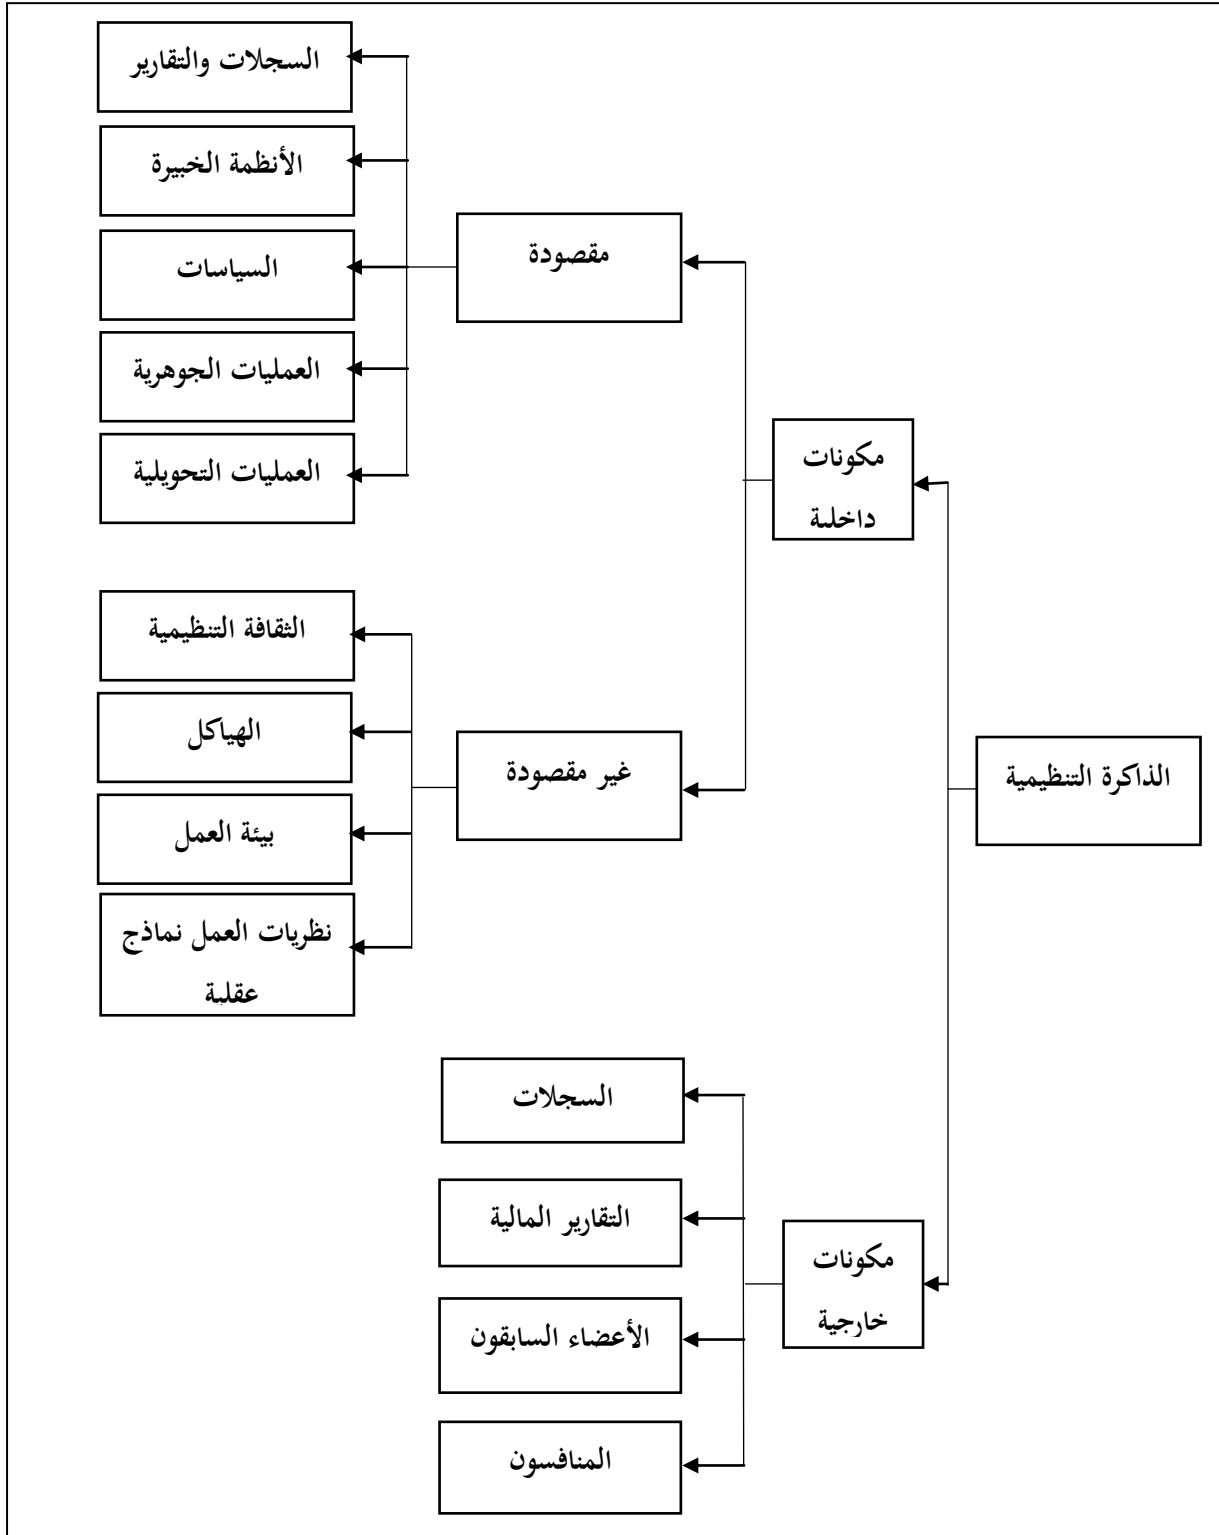 الذاكرة التنظيمية
مكونات
داخلية
مقصودة
السجلات والتقارير
الأنظمة الخبيرة
السياسات
العمليات الجوهرية
العمليات التحويلية
غير مقصودة
الثقافة التنظيمية
الهياكل
بيئة العمل
نظريات العمل نماذج
عقلية
مكونات
خارجية
السجلات
التقارير المالية
الأعضاء السابقون
المنافسون